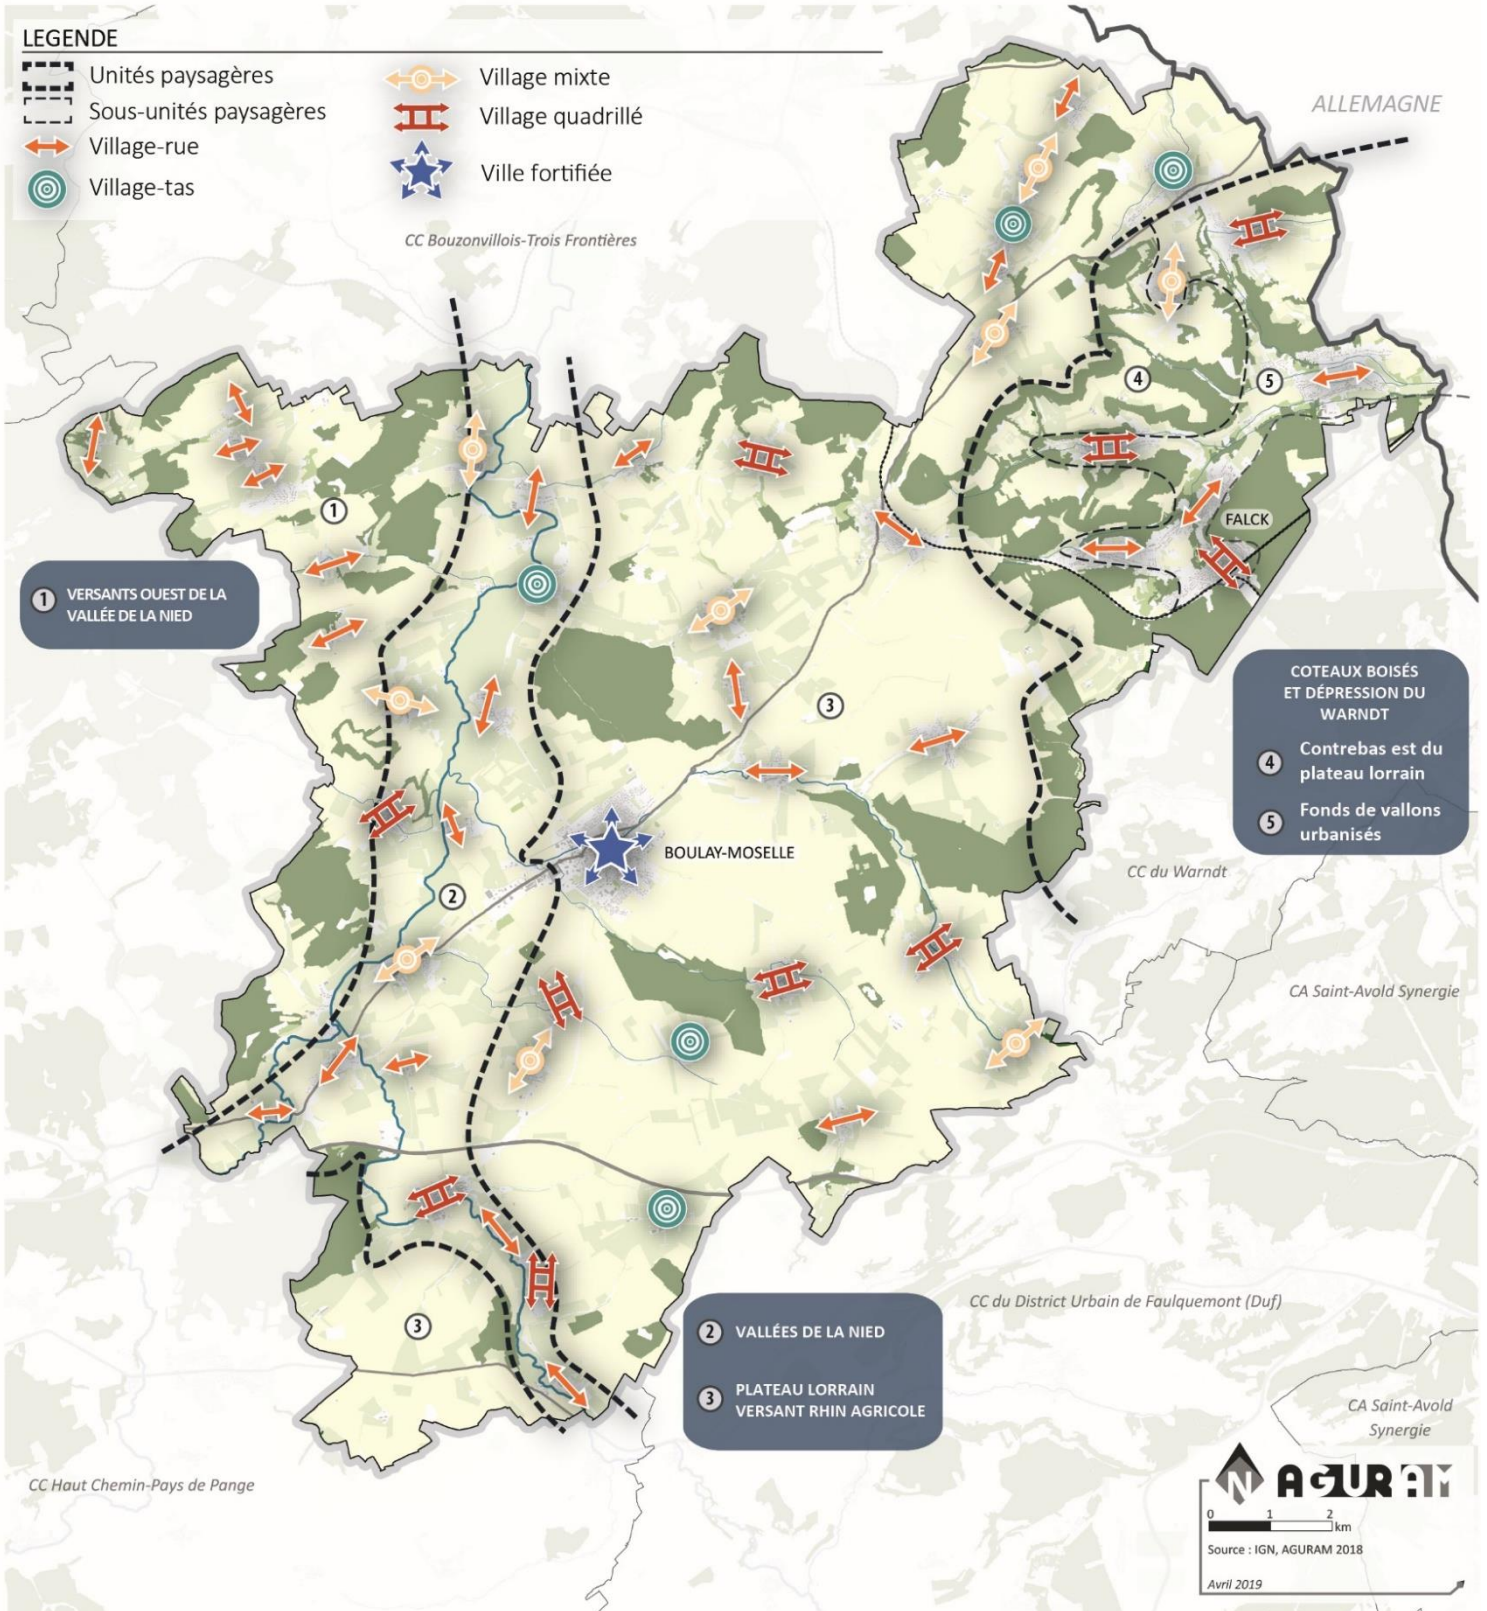 LEGENDE
Unités paysagères
Sous-unités paysagères
Village-rue
Village-tas
Village mixte
Village quadrillé
Ville fortifiée
ALLEMAGNE
CC Bouzonvillois-Trois Frontières
4
5
1
FALCK
1 VERSANTS OUEST DE LA
VALLÉE DE LA NIED
3
COTEAUX BOISÉS
ET DÉPRESSION DU
WARNDT
4 Contrebas est du
plateau lorrain
5 Fonds de vallons
urbanisés
BOULAY-MOSELLE
CC du Warndt
2
CA Saint-Avold Synergie
CC du District Urbain de Faulquemont (Duf)
3
2 VALLÉES DE LA NIED
3 PLATEAU LORRAIN
VERSANT RHIN AGRICOLE
CA Saint-Avold
Synergie
CC Haut Chemin-Pays de Pange
N AGURAM
0 1 2
km
Source : IGN, AGURAM 2018
Avril 2019